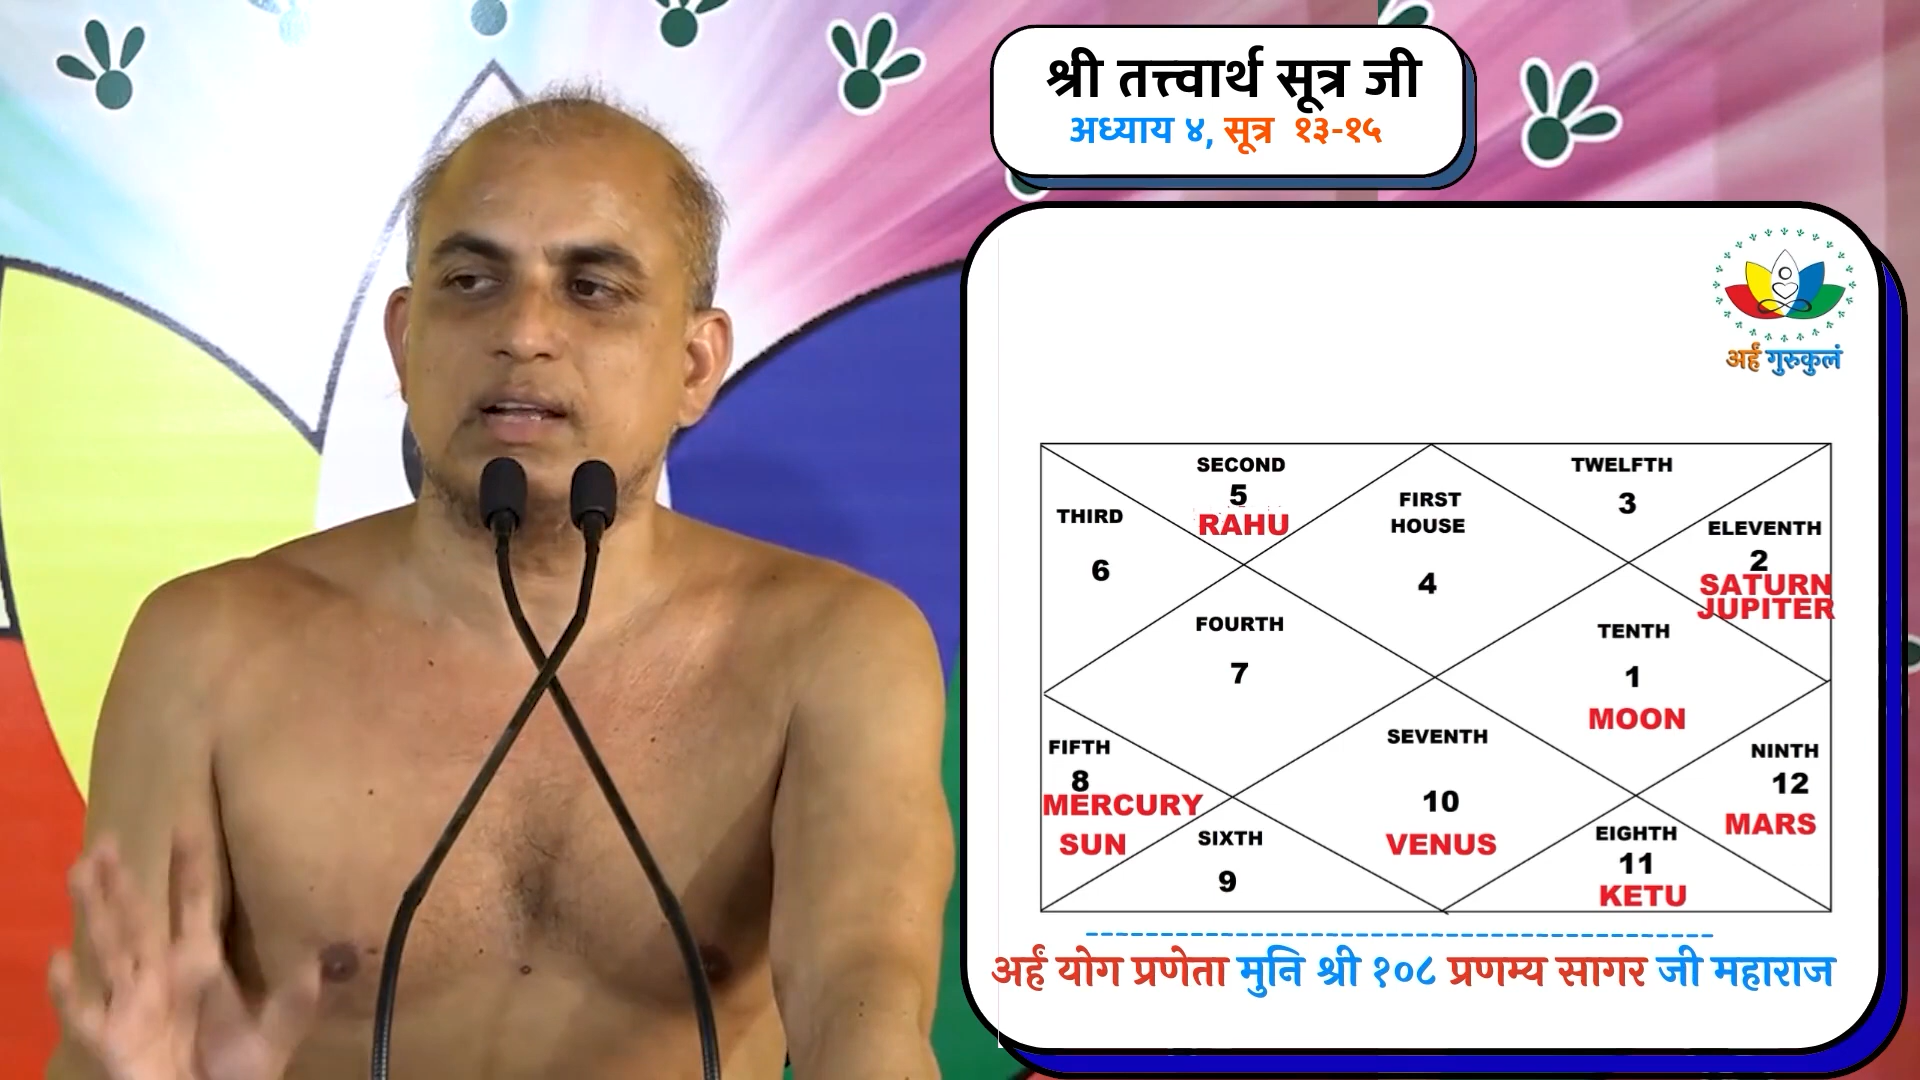 श्री तत्त्वार्थ सूत्र जी
अध्याय ४, सूत्र १३-१५
अर्हं गुरुकुलं
SECOND
5
RAHU
TWELFTH
3
FIRST
HOUSE
4
THIRD
6
ELEVENTH
2
SATURN
JUPITER
FOURTH
7
TENTH
1
MOON
FIFTH
8
MERCURY
SUN
SEVENTH
10
VENUS
NINTH
12
MARS
SIXTH
9
EIGHTH
11
KETU
अर्हं योग प्रणेता मुनि श्री १०८ प्रणम्य सागर जी महाराज